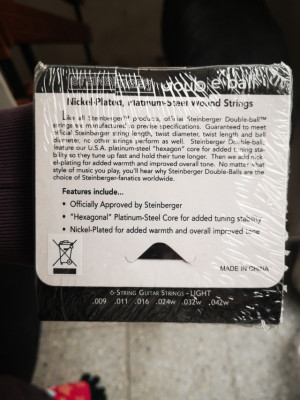 double-ball
Nickel-Plated, Platinum-Steel Wound Strings
Like all Steinberger® products, official Steinberger Double-ball™
strings are manufactured to precise specifications. Guaranteed to meet
official Steinberger string length, twist diameter, twist length and ball
diameter, no other strings perform as well. Steinberger Double-ball,
feature our U.S. platinum-steel "hexagon" core for added tuning sta-
bility so they tune up fast and hold their tune longer. Then we add nick
el-plating for added warmth and improved overall tone. No matter what
style of music you play, you'll hear why Steinberger Double-Balls are the
choice of Steinberger-fanatics worldwide.
Features include...
• Officially Approved by Steinberger
• "Hexagonal" Platinum-Steel Core for added tuning stability
• Nickel-Plated for added warmth and overall improved tone
MADE IN CHINA
6-String Guitar Strings - LIGHT
.009 .011 .016 .024w .032w .042w